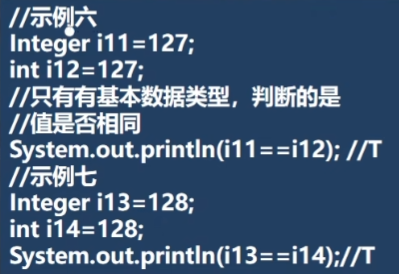 //示例六
Integer i11=127;
int i12=127;
//只有有基本数据类型，判断的是
//值是否相同
System.out.println(i11==i12); //T
//示例七
Integer i13=128;
int i14=128;
System.out.println(i13==i14);//T